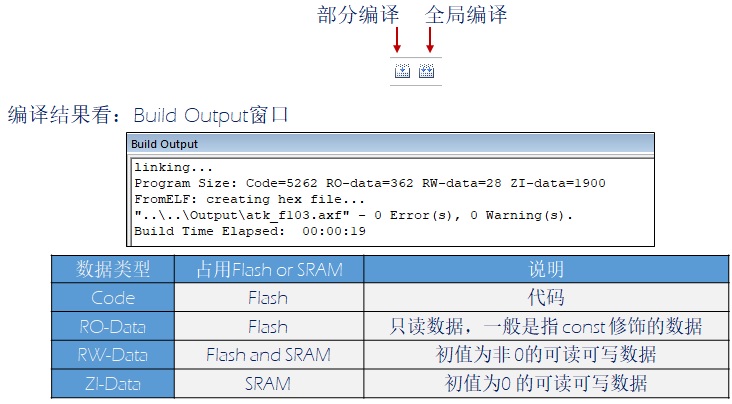 部分编译 全局编译
编译结果看：Build Output窗口
Build Output
linking...
Program Size: Code=5262 RO-data=362 RW-data=28 ZI-data=1900
FromELF: creating hex file...
"..\..\Output\atk_f103.axf" - 0 Error(s), 0 Warning(s).
Build Time Elapsed:  00:00:19
数据类型 占用Flash or SRAM 说明
Code Flash 代码
RO-Data Flash 只读数据，一般是指const修饰的数据
RW-Data Flash and SRAM 初值为非0的可读可写数据
ZI-Data SRAM 初值为0的可读可写数据